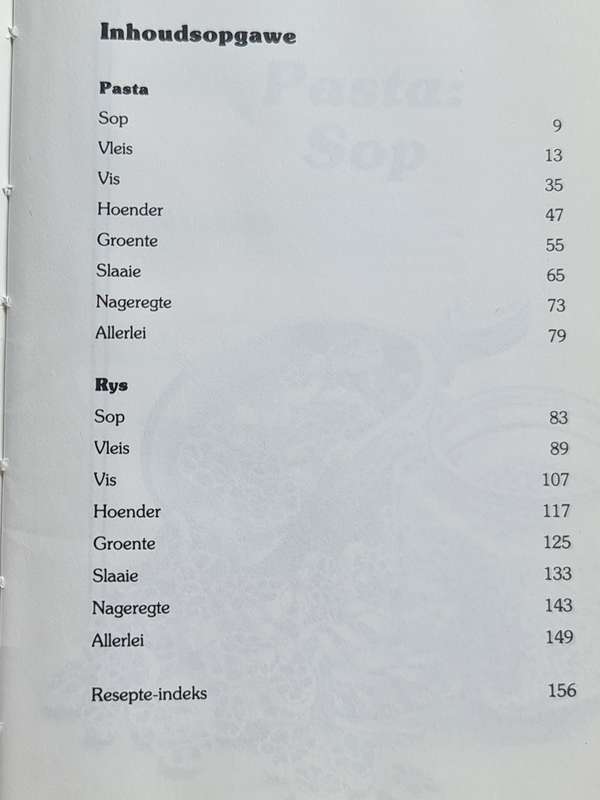 Inhoudsopgawe
Pasta
Sop 9
Vleis 13
Vis 35
Hoender 47
Groente 55
Slaaie 65
Nageregte 73
Allerlei 79
Rys
Sop 83
Vleis 89
Vis 107
Hoender 117
Groente 125
Slaaie 133
Nageregte 143
Allerlei 149
Resepte-indeks 156
Pasta:
Sop